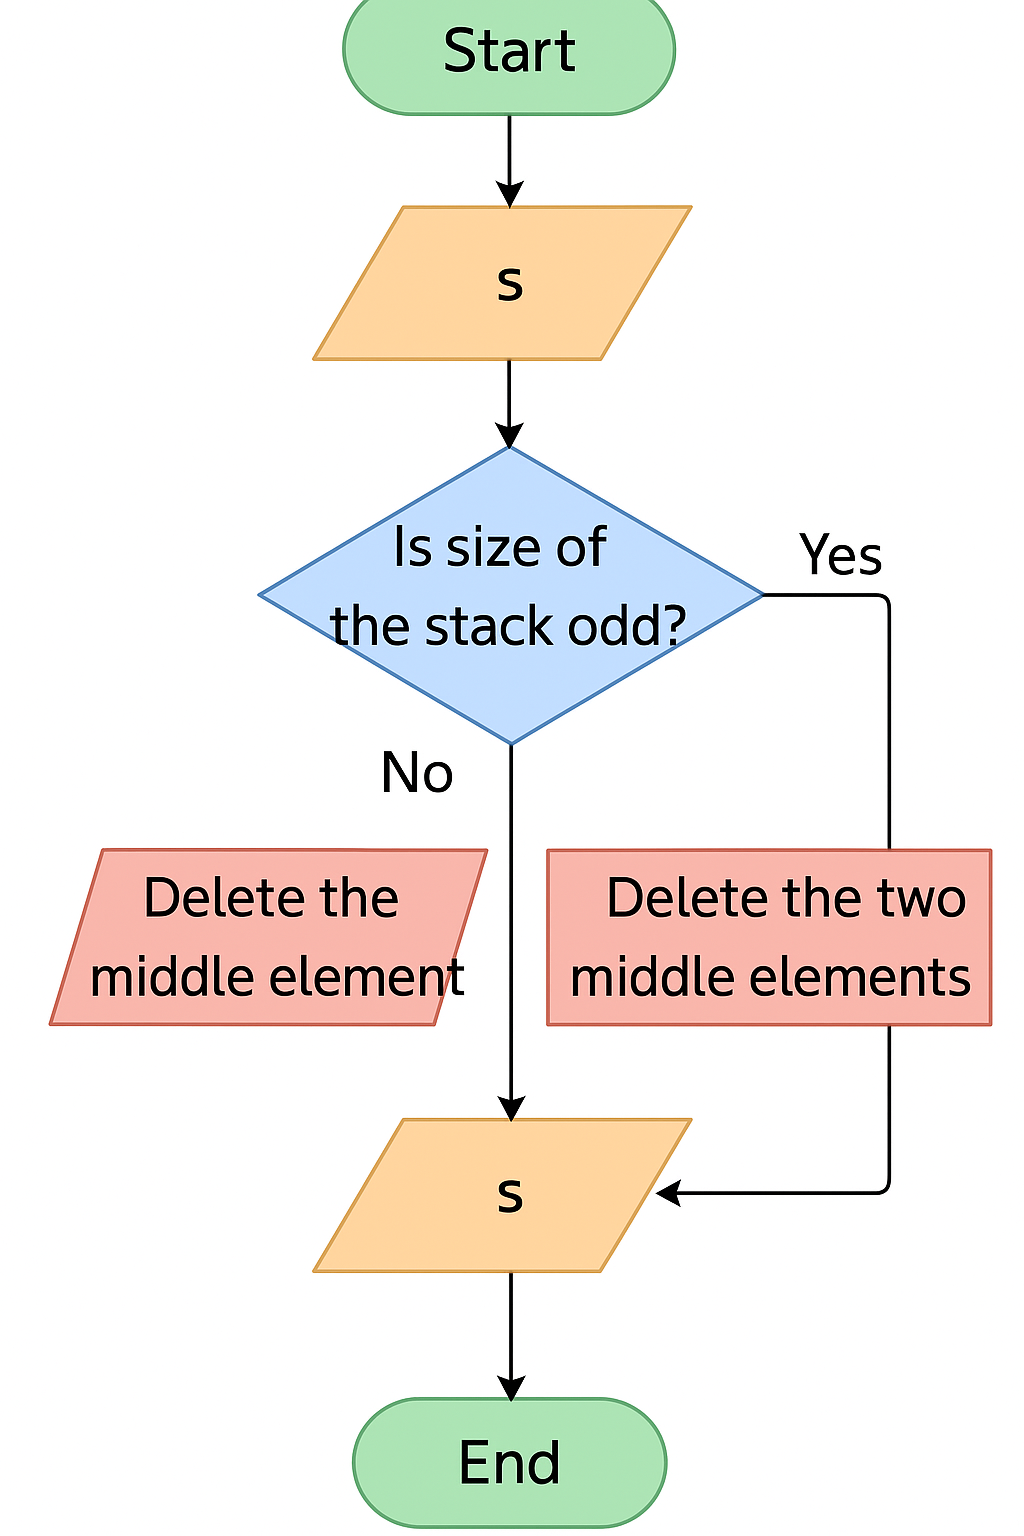 Start
s
Is size of
the stack odd?
Yes
No
Delete the
middle element
Delete the two
middle elements
s
End